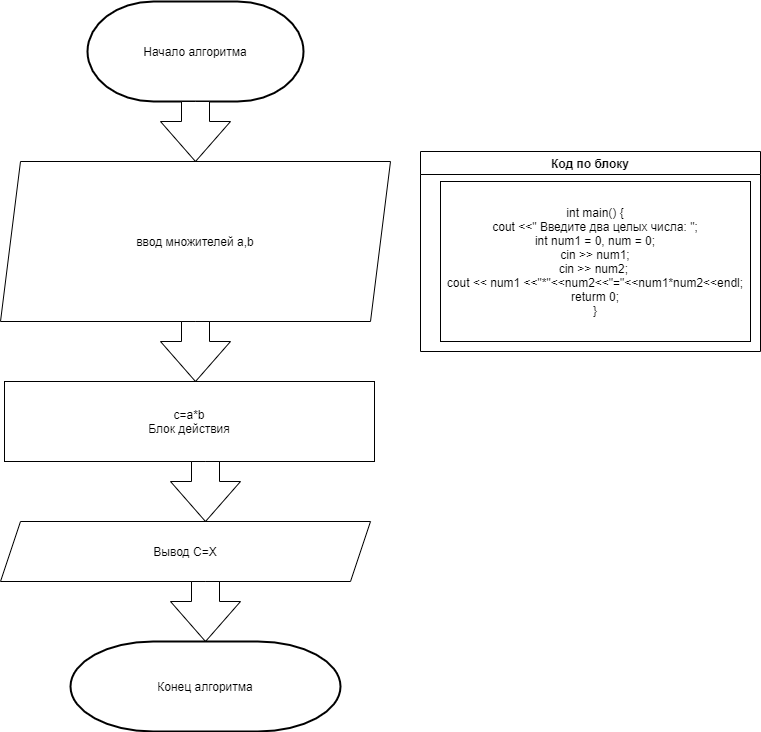 Начало алгоритма
ввод множителей a,b
c=a*b
Блок действия
Вывод C=X
Конец алгоритма
Код по блоку
int main() {
cout <<" Введите два целых числа: ";
int num1 = 0, num = 0;
cin >> num1;
cin >> num2;
cout << num1 <<"*"<<num2<<"="<<num1*num2<<endl;
returm 0;
}